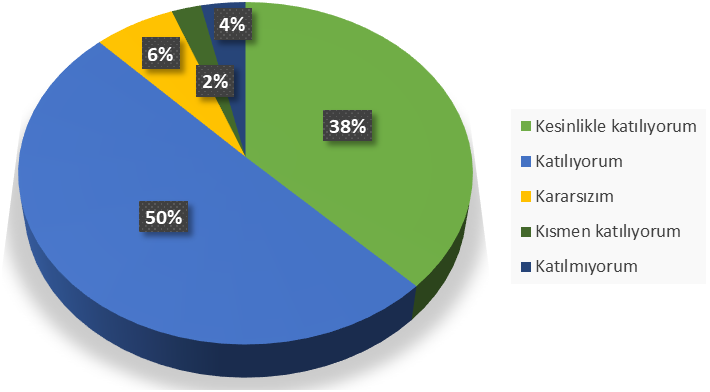 4%
6%
2%
38%
50%
Kesinlikle katılıyorum
Katılıyorum
Kararsızım
Kısmen katılıyorum
Katılmıyorum